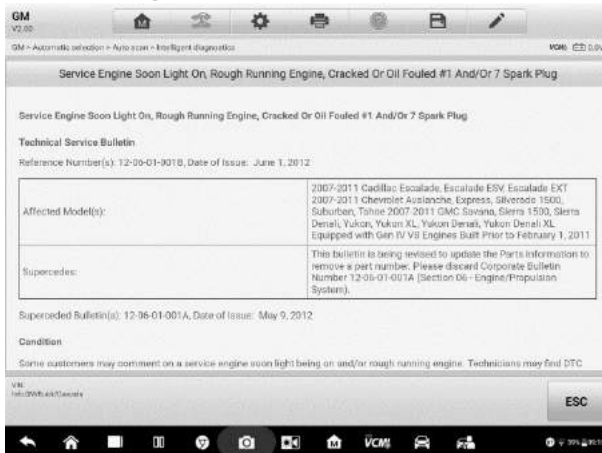 GM
V2.00
GM > Automatic selection > Auto scan > Intelligent diagnostics
VCMI 0.0V
Service Engine Soon Light On, Rough Running Engine, Cracked Or Oil Fouled #1 And/Or 7 Spark Plug
Service Engine Soon Light On, Rough Running Engine, Cracked Or Oil Fouled #1 And/Or 7 Spark Plug
Technical Service Bulletin
Reference Number(s): 12-06-01-001B, Date of Issue: June 1, 2012
Affected Model(s):
2007-2011 Cadillac Escalade, Escalade ESV, Escalade EXT
2007-2011 Chevrolet Avalanche, Express, Silverado 1500,
Suburban, Tahoe 2007-2011 GMC Savana, Sierra 1500, Sierra
Denali, Yukon, Yukon XL, Yukon Denali, Yukon Denali XL
Equipped with Gen IV V8 Engines Built Prior to February 1, 2011
Supercedes:
This bulletin is being revised to update the Parts Information to
remove a part number. Please discard Corporate Bulletin
Number 12-06-01-001A (Section 06 - Engine/Propulsion
System).
Superceded Bulletin(s): 12-06-01-001A, Date of Issue: May 9, 2012
Condition
Some customers may comment on a service engine soon light being on and/or rough running engine. Technicians may find DTC
VIN:
ESC
VCMI
39%